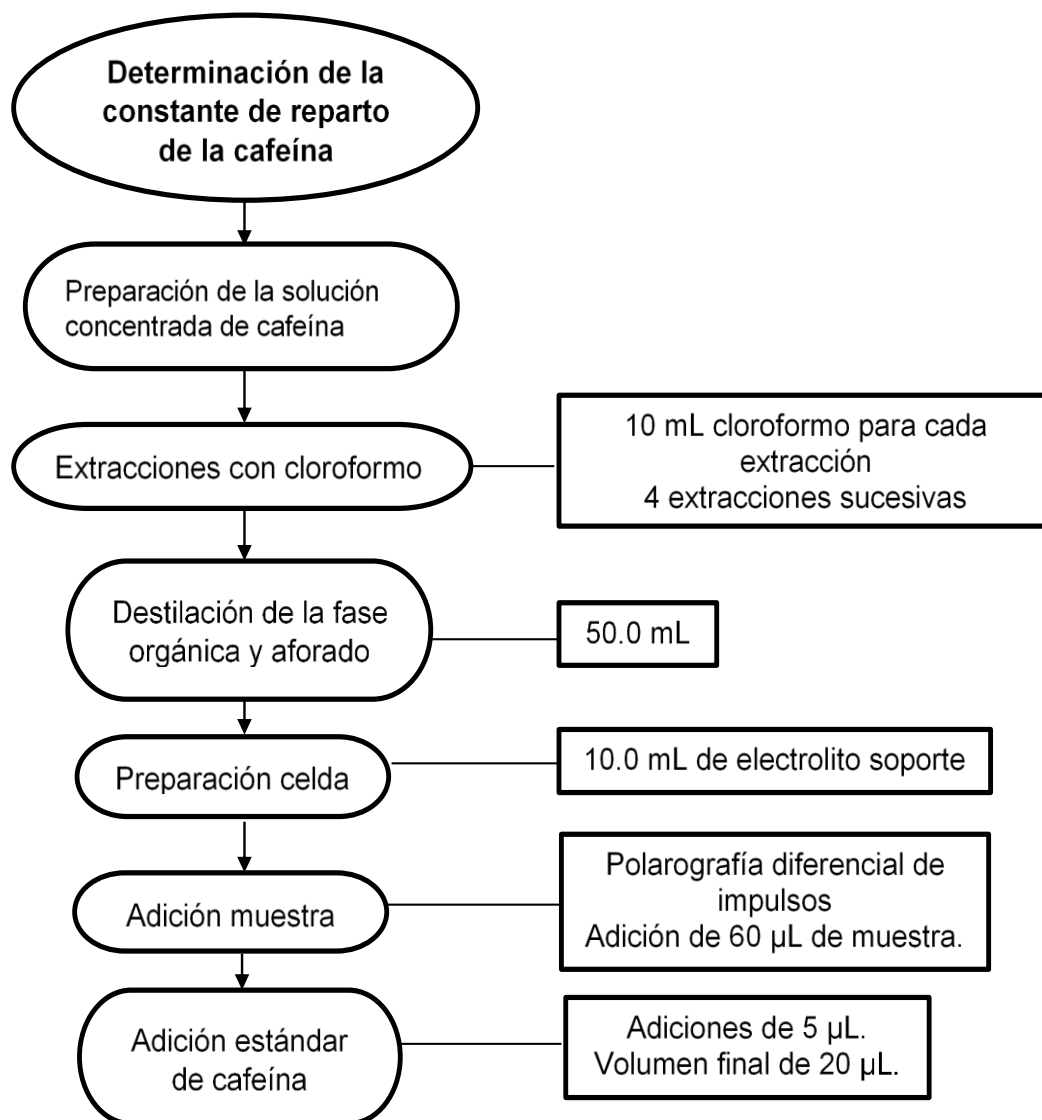 Determinación de la
constante de reparto
de la cafeína
Preparación de la solución
concentrada de cafeína
Extracciones con cloroformo
10 mL cloroformo para cada
extracción
4 extracciones sucesivas
Destilación de la fase
orgánica y aforado
50.0 mL
Preparación celda
10.0 mL de electrolito soporte
Adición muestra
Polarografía diferencial de
impulsos
Adición de 60 µL de muestra.
Adición estándar
de cafeína
Adiciones de 5 µL.
Volumen final de 20 µL.